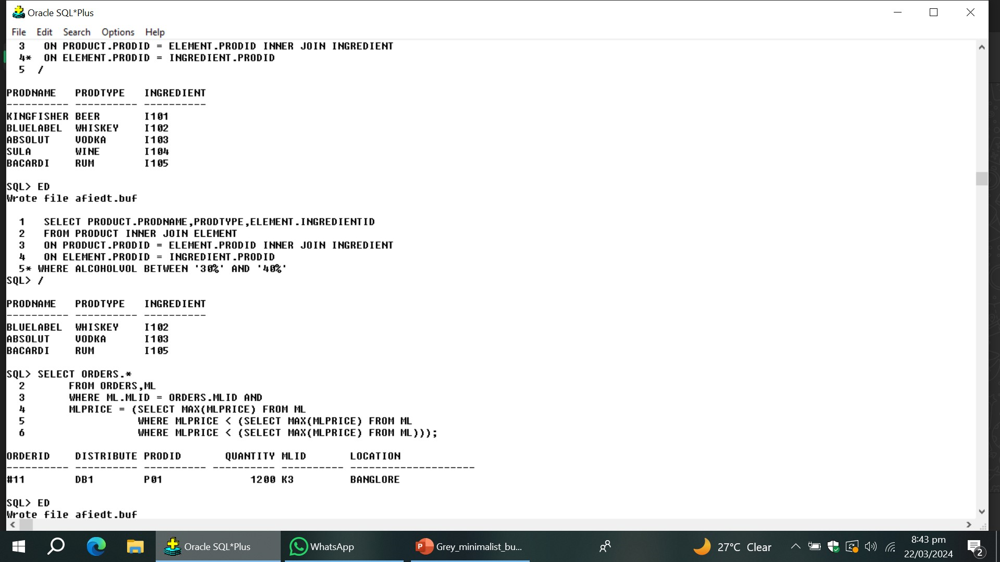 Oracle SQL*Plus
File Edit Search Options Help
3 ON PRODUCT.PRODID = ELEMENT.PRODID INNER JOIN INGREDIENT
4* ON ELEMENT.PRODID = INGREDIENT.PRODID
5 /
PRODNAME PRODTYPE INGREDIENT
---------- ---------- ----------
KINGFISHER BEER I101
BLUELABEL WHISKEY I102
ABSOLUT VODKA I103
SULA WINE I104
BACARDI RUM I105
SQL> ED
Wrote file afiedt.buf
1 SELECT PRODUCT.PRODNAME,PRODTYPE,ELEMENT.INGREDIENTID
2 FROM PRODUCT INNER JOIN ELEMENT
3 ON PRODUCT.PRODID = ELEMENT.PRODID INNER JOIN INGREDIENT
4 ON ELEMENT.PRODID = INGREDIENT.PRODID
5* WHERE ALCOHOLVOL BETWEEN '30%' AND '40%'
SQL> /
PRODNAME PRODTYPE INGREDIENT
---------- ---------- ----------
BLUELABEL WHISKEY I102
ABSOLUT VODKA I103
BACARDI RUM I105
SQL> SELECT ORDERS.*
2 FROM ORDERS,ML
3 WHERE ML.MLID = ORDERS.MLID AND
4 MLPRICE = (SELECT MAX(MLPRICE) FROM ML
5 WHERE MLPRICE < (SELECT MAX(MLPRICE) FROM ML
6 WHERE MLPRICE < (SELECT MAX(MLPRICE) FROM ML)));
ORDERID DISTRIBUTE PRODID QUANTITY MLID LOCATION
---------- ---------- ---------- ---------- ---------- --------------------
#11 DB1 P01 1200 K3 BANGLORE
SQL> ED
Wrote file afiedt.buf
Oracle SQL*Plus WhatsApp Grey_minimalist_bu... 27°C Clear 8:43 pm
22/03/2024 2